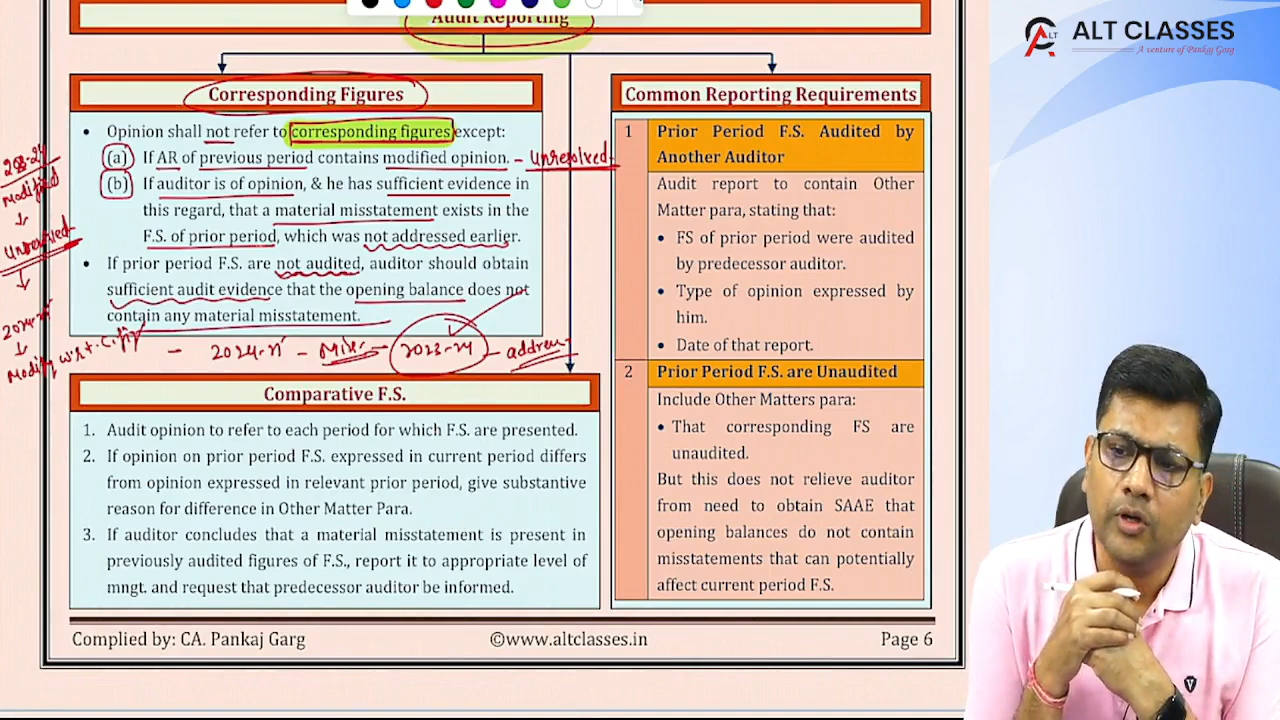 Audit Reporting
ALT CLASSES
A venture of Pankaj Garg
ALT
Corresponding Figures
• Opinion shall not refer to corresponding figures except:
(a) If AR of previous period contains modified opinion. - Unresolved
(b) If auditor is of opinion, & he has sufficient evidence in
this regard, that a material misstatement exists in the
F.S. of prior period, which was not addressed earlier.
• If prior period F.S. are not audited, auditor should obtain
sufficient audit evidence that the opening balance does not
contain any material misstatement.
modified
unresolved
Modify w.r.t. C. fig
- 2024-25 - Miss. - 2023-24 -
Comparative F.S.
1. Audit opinion to refer to each period for which F.S. are presented.
2. If opinion on prior period F.S. expressed in current period differs
from opinion expressed in relevant prior period, give substantive
reason for difference in Other Matter Para.
3. If auditor concludes that a material misstatement is present in
previously audited figures of F.S., report it to appropriate level of
mngt. and request that predecessor auditor be informed.
Common Reporting Requirements
1 Prior Period F.S. Audited by
Another Auditor
Audit report to contain Other
Matter para, stating that:
• FS of prior period were audited
by predecessor auditor.
• Type of opinion expressed by
him.
• Date of that report.
2 Prior Period F.S. are Unaudited
Include Other Matters para:
• That corresponding FS are
unaudited.
But this does not relieve auditor
from need to obtain SAAE that
opening balances do not contain
misstatements that can potentially
affect current period F.S.
Complied by: CA. Pankaj Garg ©www.altclasses.in Page 6